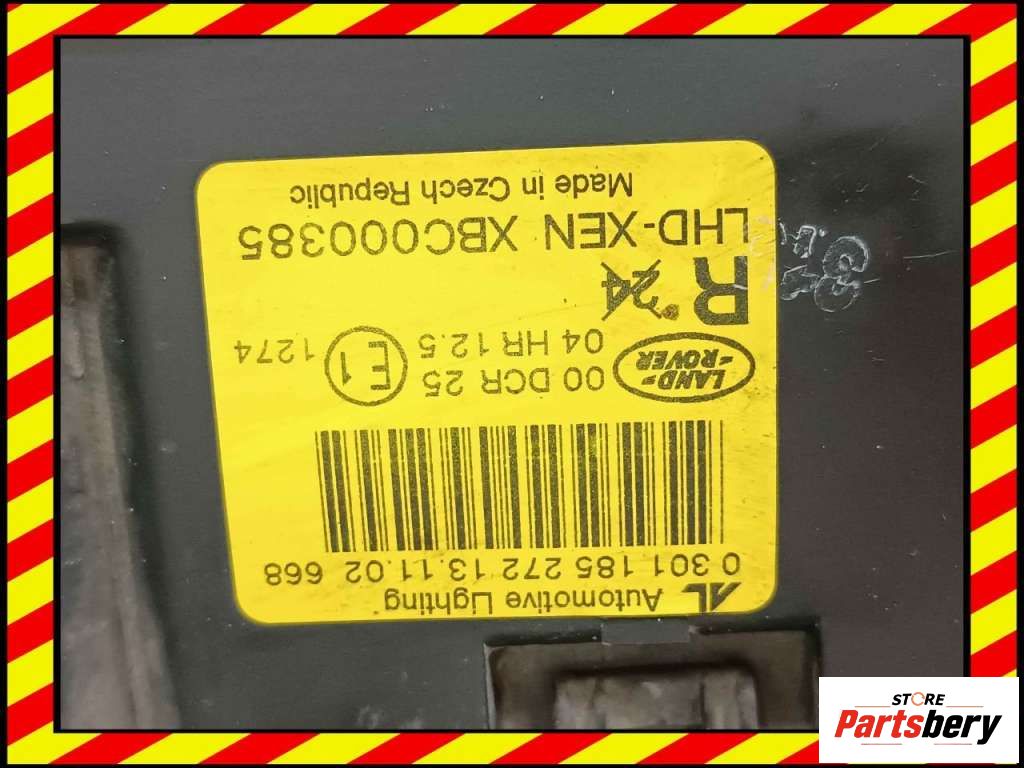 AL Automotive Lighting
0 301 185 272 13.11.02 668
LAND-
ROVER
00 DCR 25
04 HR 12.5
E1
1274
R 24
LHD-XEN XBC000385
Made in Czech Republic
STORE
Partsbery